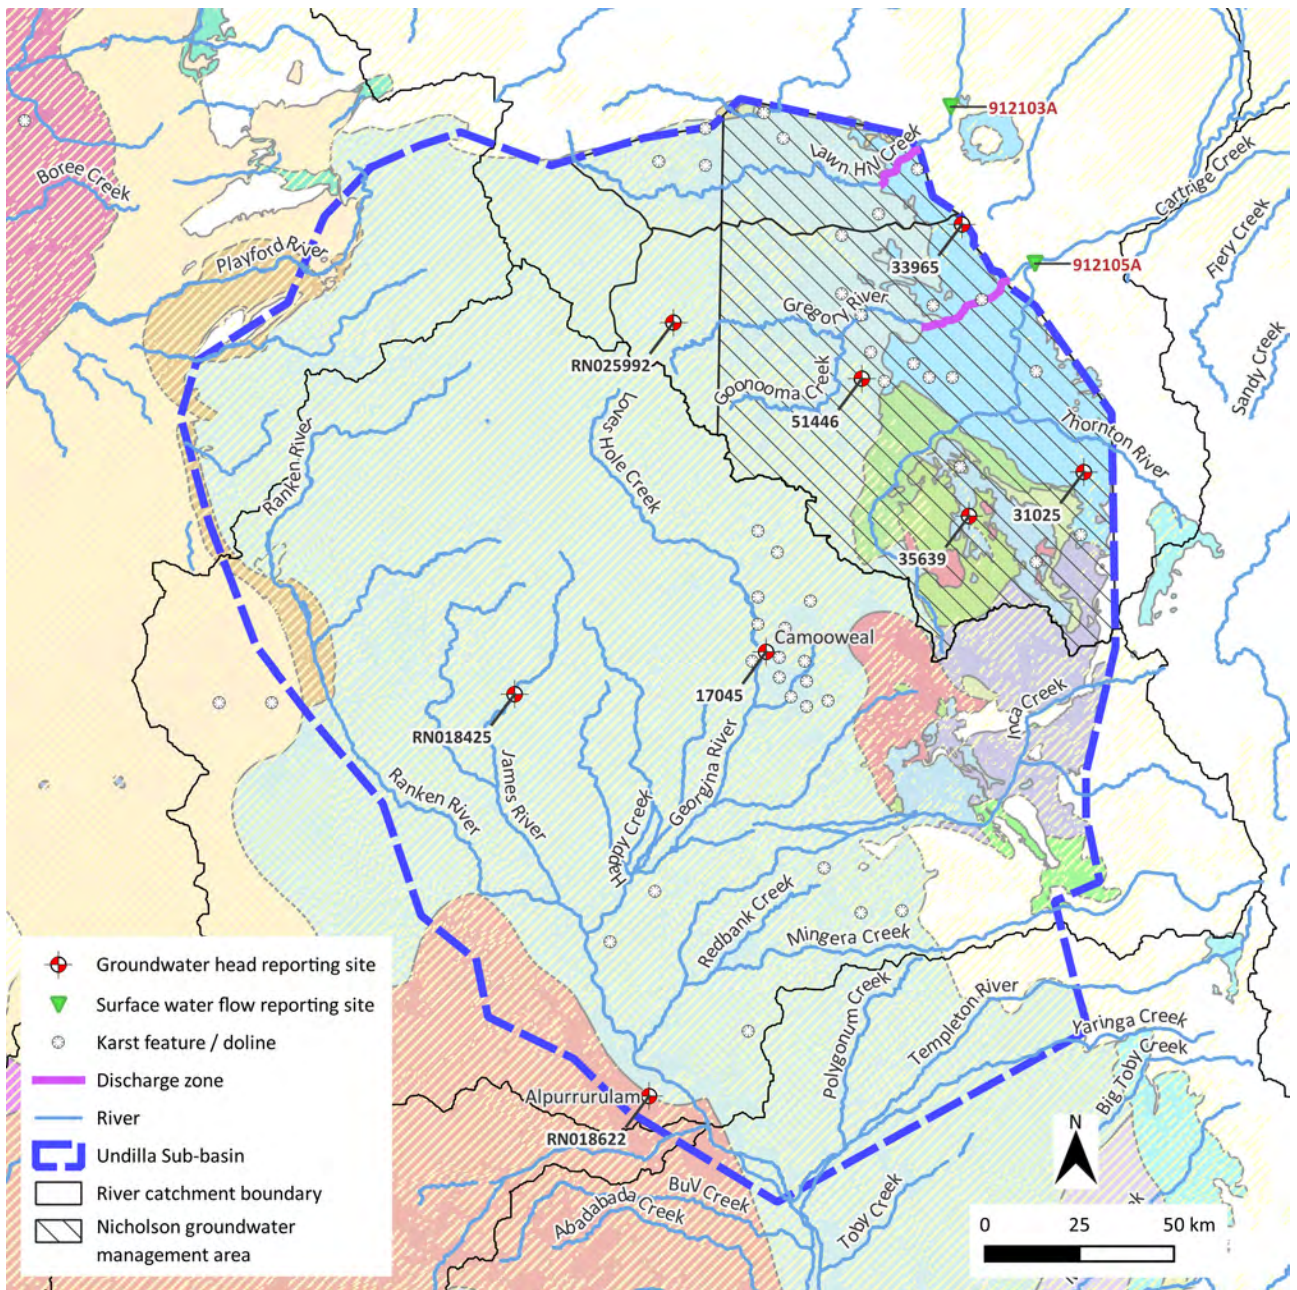 912103A
Lawn HN Creek
Cartrige Creek
Boree Creek
Fiery Creek
Playford River
33965
912105A
Gregory River
RN025992
Sandy Creek
Goonooma Creek
51446
Loves
Hole Creek
Thornton River
Ranken River
31025
35639
Camooweal
17045
RN018425
Inca Creek
Georgina River
James River
Ranken River
Happy Creek
Redbank Creek
Mingera Creek
Polygonum Creek
Templeton River
Yaringa Creek
Big Toby Creek
Alpurrurulam
RN018622
BuV Creek
Abadabada Creek
Toby Creek
ek
N
0 25 50 km
Groundwater head reporting site
Surface water flow reporting site
Karst feature / doline
Discharge zone
River
Undilla Sub-basin
River catchment boundary
Nicholson groundwater
management area